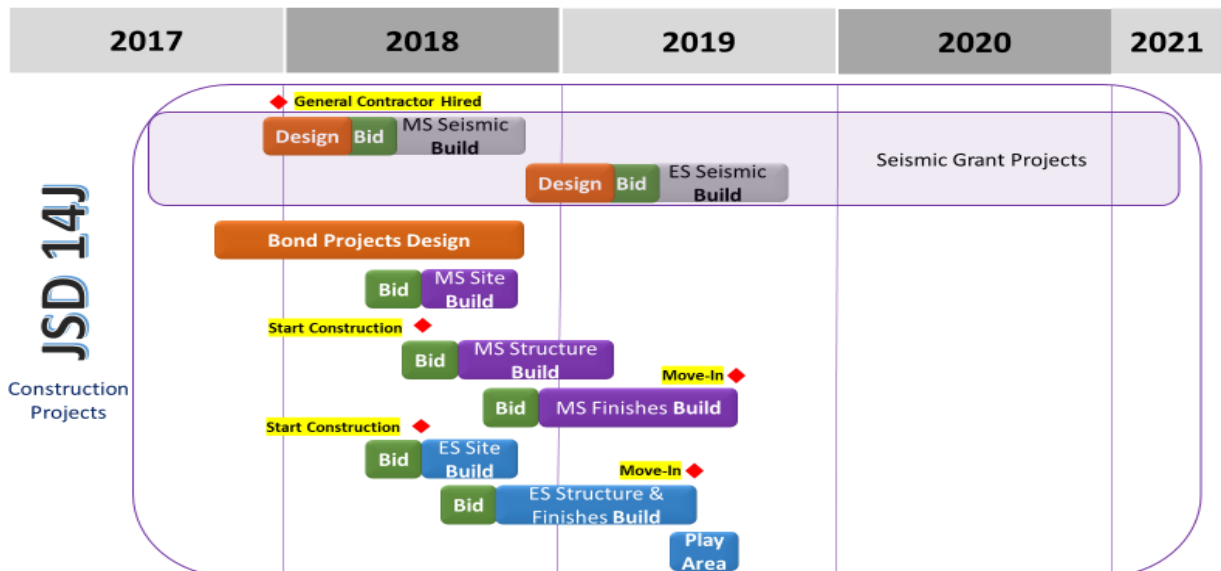 2017 2018 2019 2020 2021
General Contractor Hired
Design Bid MS Seismic
Build
Seismic Grant Projects
Design Bid ES Seismic
Build
JSD 14J
Construction
Projects
Bond Projects Design
Bid MS Site
Build
Start Construction
Bid MS Structure
Build
Move-In
Bid MS Finishes Build
Start Construction
Bid ES Site
Build
Move-In
Bid ES Structure &
Finishes Build
Play
Area